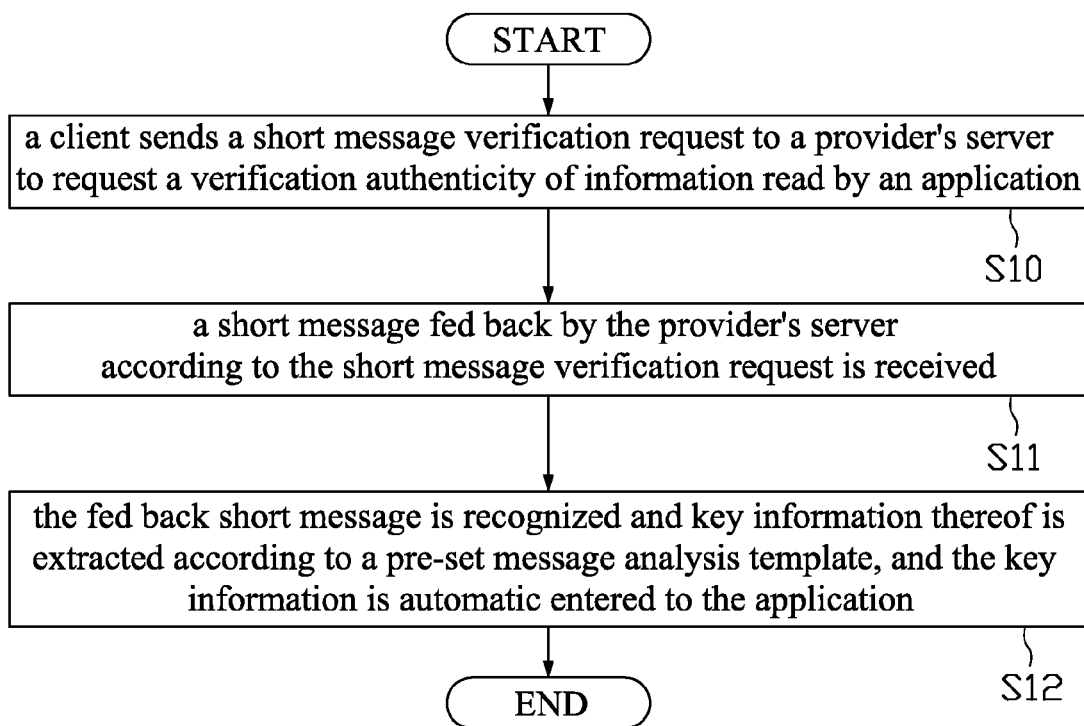 START
a client sends a short message verification request to a provider's server
to request a verification authenticity of information read by an application
S10
a short message fed back by the provider's server
according to the short message verification request is received
S11
the fed back short message is recognized and key information thereof is
extracted according to a pre-set message analysis template, and the key
information is automatic entered to the application
S12
END